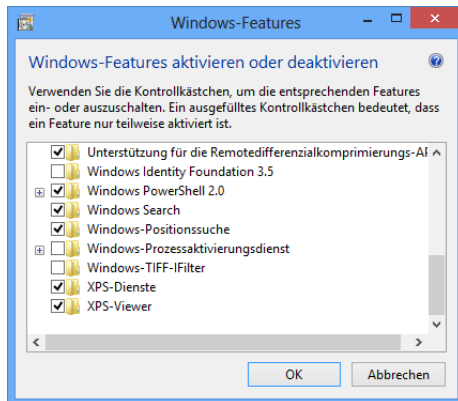 Windows-Features
Windows-Features aktivieren oder deaktivieren
Verwenden Sie die Kontrollkästchen, um die entsprechenden Features
ein- oder auszuschalten. Ein ausgefülltes Kontrollkästchen bedeutet, dass
ein Feature nur teilweise aktiviert ist.
Unterstützung für die Remotedifferenzialkomprimierungs-AF
Windows Identity Foundation 3.5
Windows PowerShell 2.0
Windows Search
Windows-Positionssuche
Windows-Prozessaktivierungsdienst
Windows-TIFF-IFilter
XPS-Dienste
XPS-Viewer
OK Abbrechen